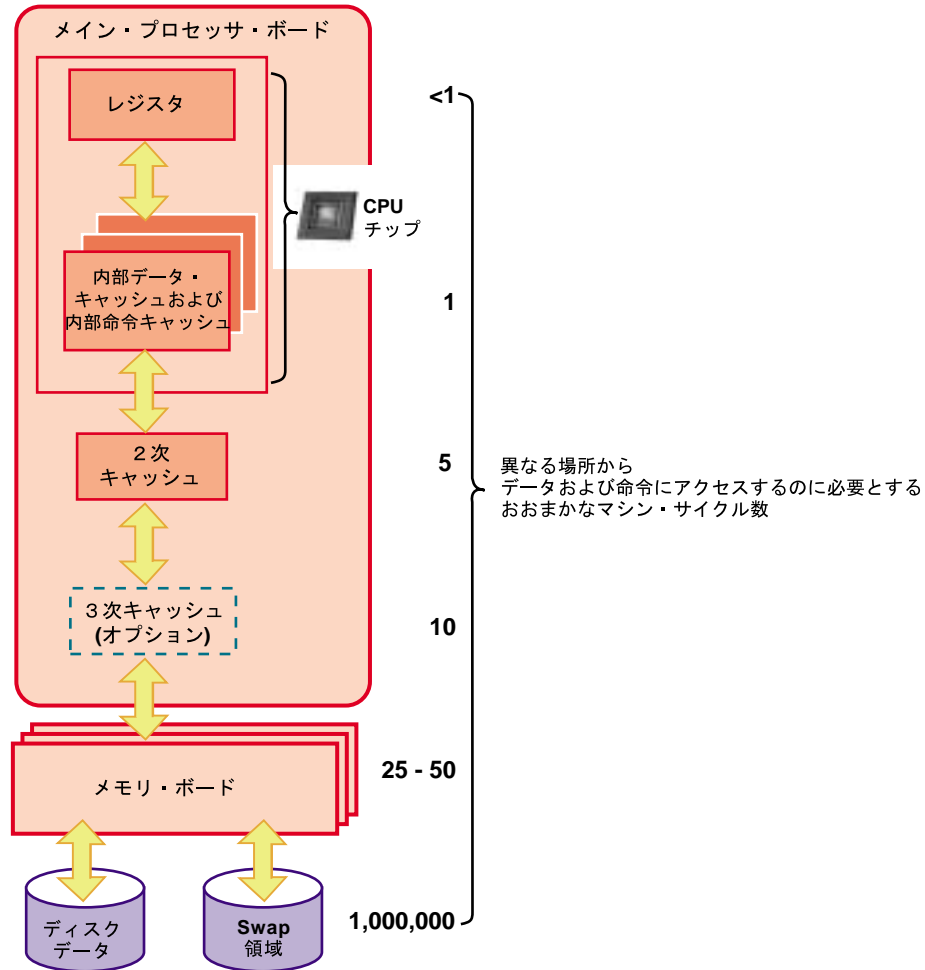 メイン・プロセッサ・ボード
レジスタ
<1
CPU
チップ
内部データ・
キャッシュおよび
内部命令キャッシュ
1
2次
キャッシュ
5
異なる場所から
データおよび命令にアクセスするのに必要とする
おおまかなマシン・サイクル数
3次キャッシュ
(オプション)
10
メモリ・ボード
25 - 50
ディスク
データ
Swap
領域
1,000,000